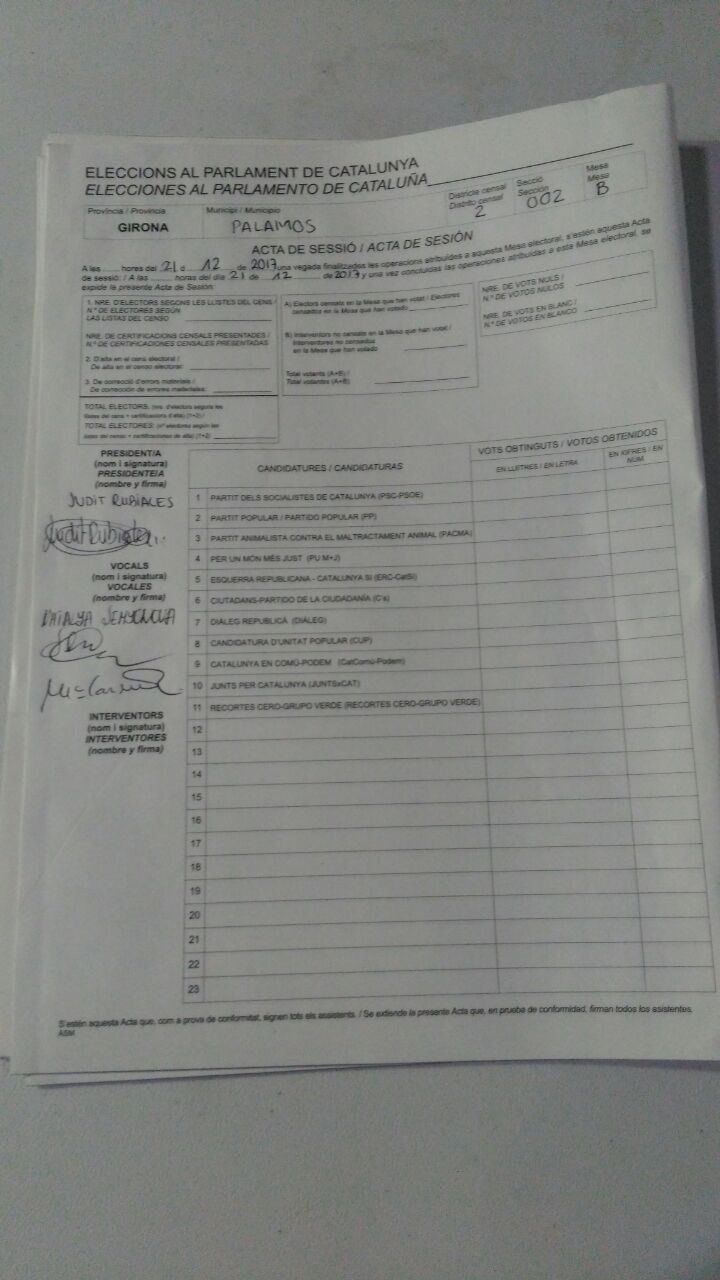 ELECCIONS AL PARLAMENT DE CATALUNYA
ELECCIONES AL PARLAMENTO DE CATALUÑA
Província / Provincia
GIRONA
Municipi / Municipio
PALAMOS
Districte censal
Distrito censal
2
Secció
Sección
002
Mesa
Mesa
B
ACTA DE SESSIÓ / ACTA DE SESIÓN
A les ........ hores del 21 d ... 12 ... de 2017, una vegada finalitzades les operacions atribuïdes a aquesta Mesa electoral, s'estén aquesta Acta
de sessió: / A las ........ horas del día 21 de ... 12 ... de 2017 y una vez concluidas las operaciones atribuidas a esta Mesa electoral, se
expide la presente Acta de Sesión:
1. NRE. D'ELECTORS SEGONS LES LLISTES DEL CENS /
N.º DE ELECTORES SEGÚN
LAS LISTAS DEL CENSO
NRE. DE CERTIFICACIONS CENSALS PRESENTADES /
N.º DE CERTIFICACIONES CENSALES PRESENTADAS
2. D'alta en el cens electoral /
De alta en el censo electoral:
3. De correcció d'errors materials /
De corrección de errores materiales:
TOTAL ELECTORS. (nre. d'electors segons les
llistes del cens + certificacions d'alta) (1+2) /
TOTAL ELECTORES: (nº electores según las
listas del censo + certificaciones de alta) (1+2)
A) Electors censats en la Mesa que han votat / Electores
censados en la Mesa que han votado
B) Interventors no censats en la Mesa que han votat /
Interventores no censados
en la Mesa que han votado
Total votants (A+B) /
Total votantes (A+B)
NRE. DE VOTS NULS /
N.º DE VOTOS NULOS
NRE. DE VOTS EN BLANC /
N.º DE VOTOS EN BLANCO
PRESIDENT/A
(nom i signatura)
PRESIDENTE/A
(nombre y firma)
JUDIT RUBIALES
VOCALS
(nom i signatura)
VOCALES
(nombre y firma)
INTERVENTORS
(nom i signatura)
INTERVENTORES
(nombre y firma)
CANDIDATURES / CANDIDATURAS
VOTS OBTINGUTS / VOTOS OBTENIDOS
EN LLETRES / EN LETRA
EN XIFRES / EN
NÚM.
1 PARTIT DELS SOCIALISTES DE CATALUNYA (PSC-PSOE)
2 PARTIT POPULAR / PARTIDO POPULAR (PP)
3 PARTIT ANIMALISTA CONTRA EL MALTRACTAMENT ANIMAL (PACMA)
4 PER UN MÓN MÉS JUST (PU M+J)
5 ESQUERRA REPUBLICANA - CATALUNYA SÍ (ERC-CatSí)
6 CIUTADANS-PARTIDO DE LA CIUDADANÍA (C's)
7 DIÀLEG REPUBLICÀ (DIÀLEG)
8 CANDIDATURA D'UNITAT POPULAR (CUP)
9 CATALUNYA EN COMÚ-PODEM (CatComú-Podem)
10 JUNTS PER CATALUNYA (JUNTSxCAT)
11 RECORTES CERO-GRUPO VERDE (RECORTES CERO-GRUPO VERDE)
12
13
14
15
16
17
18
19
20
21
22
23
S'estén aquesta Acta que, com a prova de conformitat, signen tots els assistents. / Se extiende la presente Acta que, en prueba de conformidad, firman todos los asistentes.